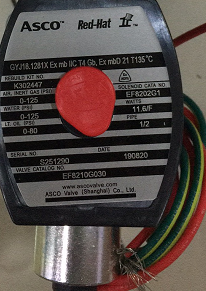 ASCO™ Red-Hat II
GYJ18.1281X Ex mb IIC T4 Gb, Ex mbD 21 T135°C
REBUILD KIT NO. SOLENOID CATG NO
K302447 EF8202G1
AIR, INERT GAS (PSI) WATTS
0-125 11.6/F
WATER (PSI) PIPE
0-125 1/2
LT. OIL (PSI)
0-80
SERIAL NO.
S251290 190820
VALVE CATALOG NO.
EF8210G030
www.ascovalve.com
ASCO Valve (Shanghai) Co., Ltd.